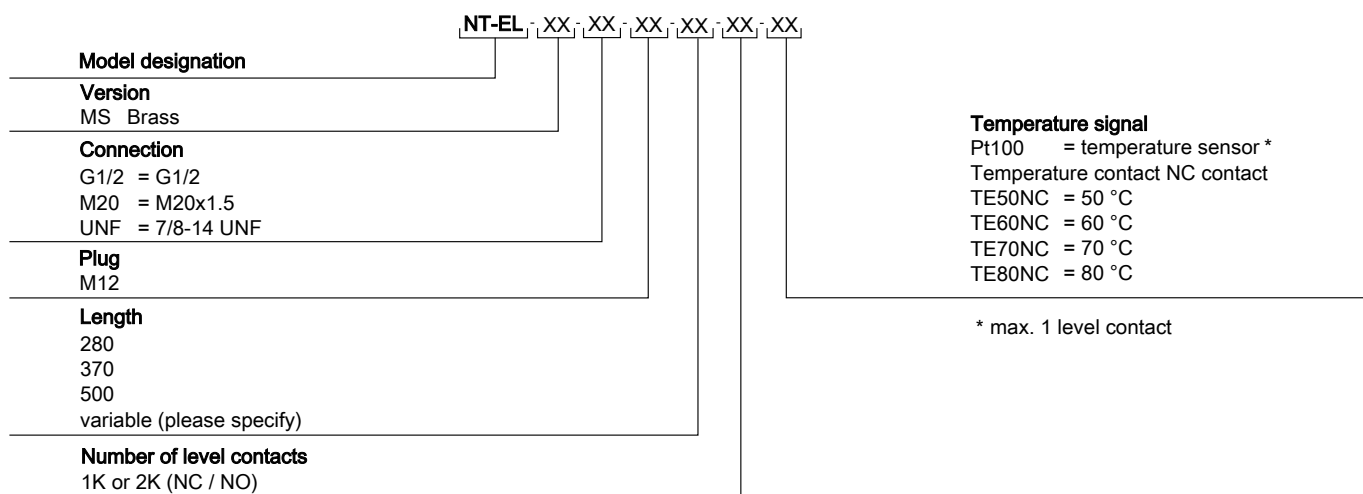 NT-EL - XX - XX - XX - XX - XX - XX
Model designation
Version
MS Brass
Connection
G1/2 = G1/2
M20 = M20x1.5
UNF = 7/8-14 UNF
Plug
M12
Length
280
370
500
variable (please specify)
Number of level contacts
1K or 2K (NC / NO)
Temperature signal
Pt100 = temperature sensor *
Temperature contact NC contact
TE50NC = 50 °C
TE60NC = 60 °C
TE70NC = 70 °C
TE80NC = 80 °C
* max. 1 level contact